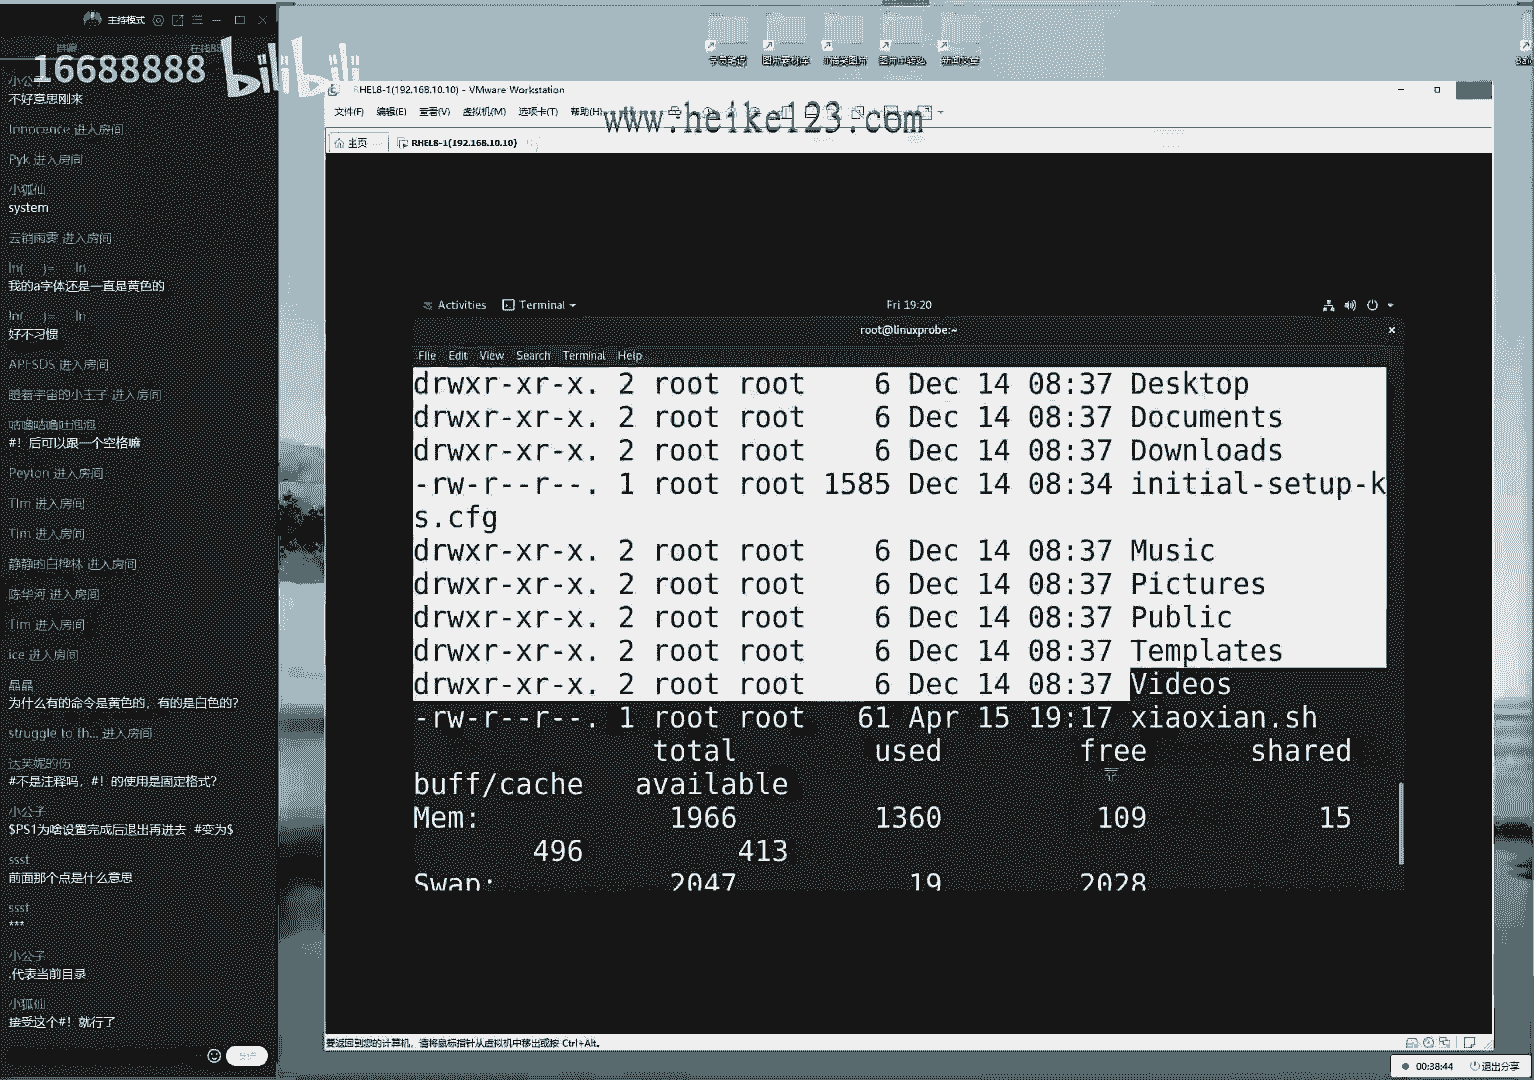 主持模式
16688888
bilibili
不好意思刚来
Innocence 进入房间
Pyk 进入房间
小狐仙
system
进入房间
ln( )= ln
我的a字体还是一直是黄色的
ln( )= ln
好不习惯
APFSDS 进入房间
瞪着宇宙的小王子 进入房间
咕噜咕噜吐泡泡
#！后可以跟一个空格嘛
Peyton 进入房间
Tim 进入房间
Tim 进入房间
静静的白桦林 进入房间
陈华河 进入房间
Tim 进入房间
ice 进入房间
晶晶
为什么有的命令是黄色的，有的是白色的?
struggle to th... 进入房间
#不是注释吗，#！的使用是固定格式?
小公子
$PS1为啥设置完成后退出再进去 #变为$
ssst
前面那个点是什么意思
ssst
***
小公子
.代表当前目录
小狐仙
接受这个#！就行了
RHEL8-1(192.168.10.10) - VMware Workstation
文件(F) 编辑(E) 查看(V) 虚拟机(M) 选项卡(T) 帮助(H)
www.heike123.com
主页 RHEL8-1(192.168.10.10)
Activities Terminal Fri 19:20
root@linuxprobe:~
File Edit View Search Terminal Help
drwxr-xr-x. 2 root root 6 Dec 14 08:37 Desktop
drwxr-xr-x. 2 root root 6 Dec 14 08:37 Documents
drwxr-xr-x. 2 root root 6 Dec 14 08:37 Downloads
-rw-r--r--. 1 root root 1585 Dec 14 08:34 initial-setup-k
s.cfg
drwxr-xr-x. 2 root root 6 Dec 14 08:37 Music
drwxr-xr-x. 2 root root 6 Dec 14 08:37 Pictures
drwxr-xr-x. 2 root root 6 Dec 14 08:37 Public
drwxr-xr-x. 2 root root 6 Dec 14 08:37 Templates
drwxr-xr-x. 2 root root 6 Dec 14 08:37 Videos
-rw-r--r--. 1 root root 61 Apr 15 19:17 xiaoxian.sh
total used free shared
buff/cache available
Mem: 1966 1360 109 15
496 413
Swap: 2047 19 2028
要返回到您的计算机，请将鼠标指针从虚拟机中移出或按 Ctrl+Alt。
00:38:44 退出分享